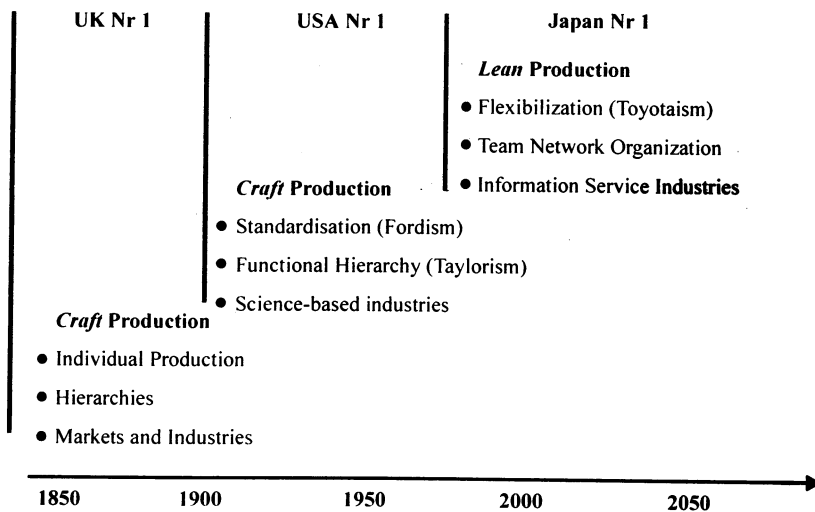 UK Nr 1
USA Nr 1
Japan Nr 1
Lean Production
● Flexibilization (Toyotaism)
● Team Network Organization
● Information Service Industries
Craft Production
● Standardisation (Fordism)
● Functional Hierarchy (Taylorism)
● Science-based industries
Craft Production
● Individual Production
● Hierarchies
● Markets and Industries
1850
1900
1950
2000
2050